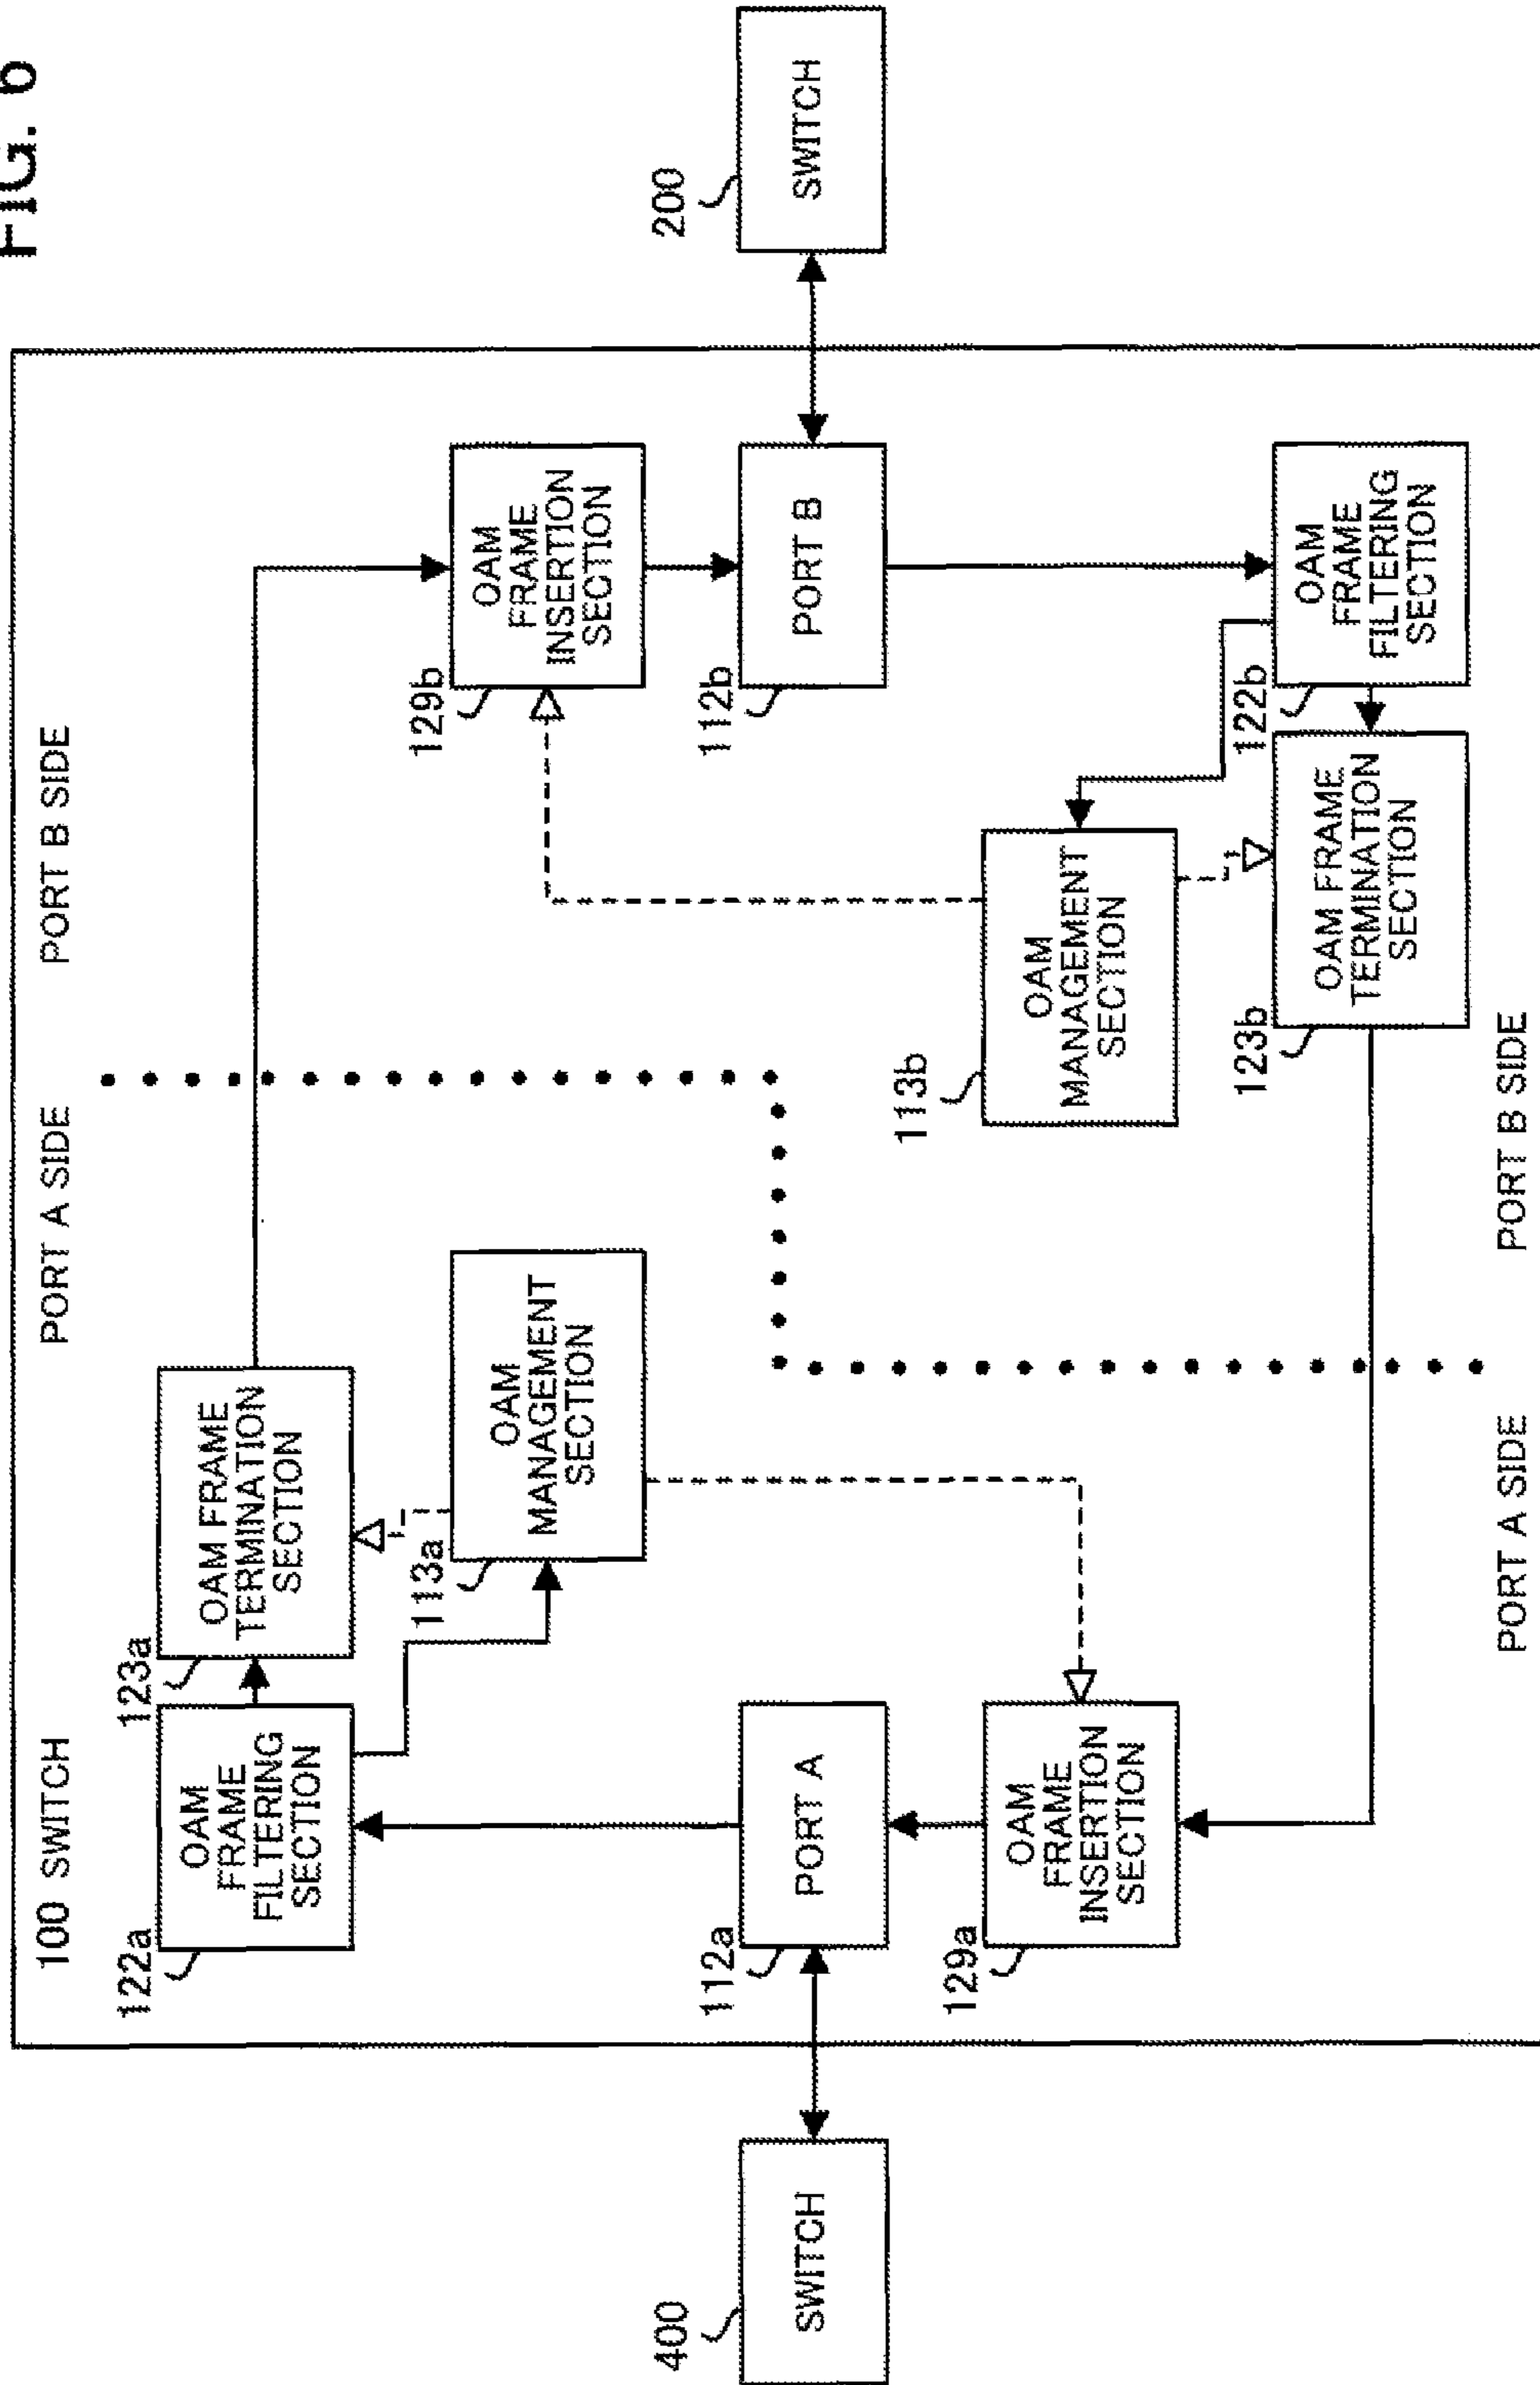 FIG. 6
100 SWITCH
PORT A SIDE
PORT B SIDE
122a
OAM
FRAME
FILTERING
SECTION
123a
OAM FRAME
TERMINATION
SECTION
113a
OAM
MANAGEMENT
SECTION
129b
OAM
FRAME
INSERTION
SECTION
400
SWITCH
112a
PORT A
112b
PORT B
200
SWITCH
129a
OAM
FRAME
INSERTION
SECTION
113b
OAM
MANAGEMENT
SECTION
123b
OAM FRAME
TERMINATION
SECTION
122b
OAM
FRAME
FILTERING
SECTION
PORT A SIDE
PORT B SIDE